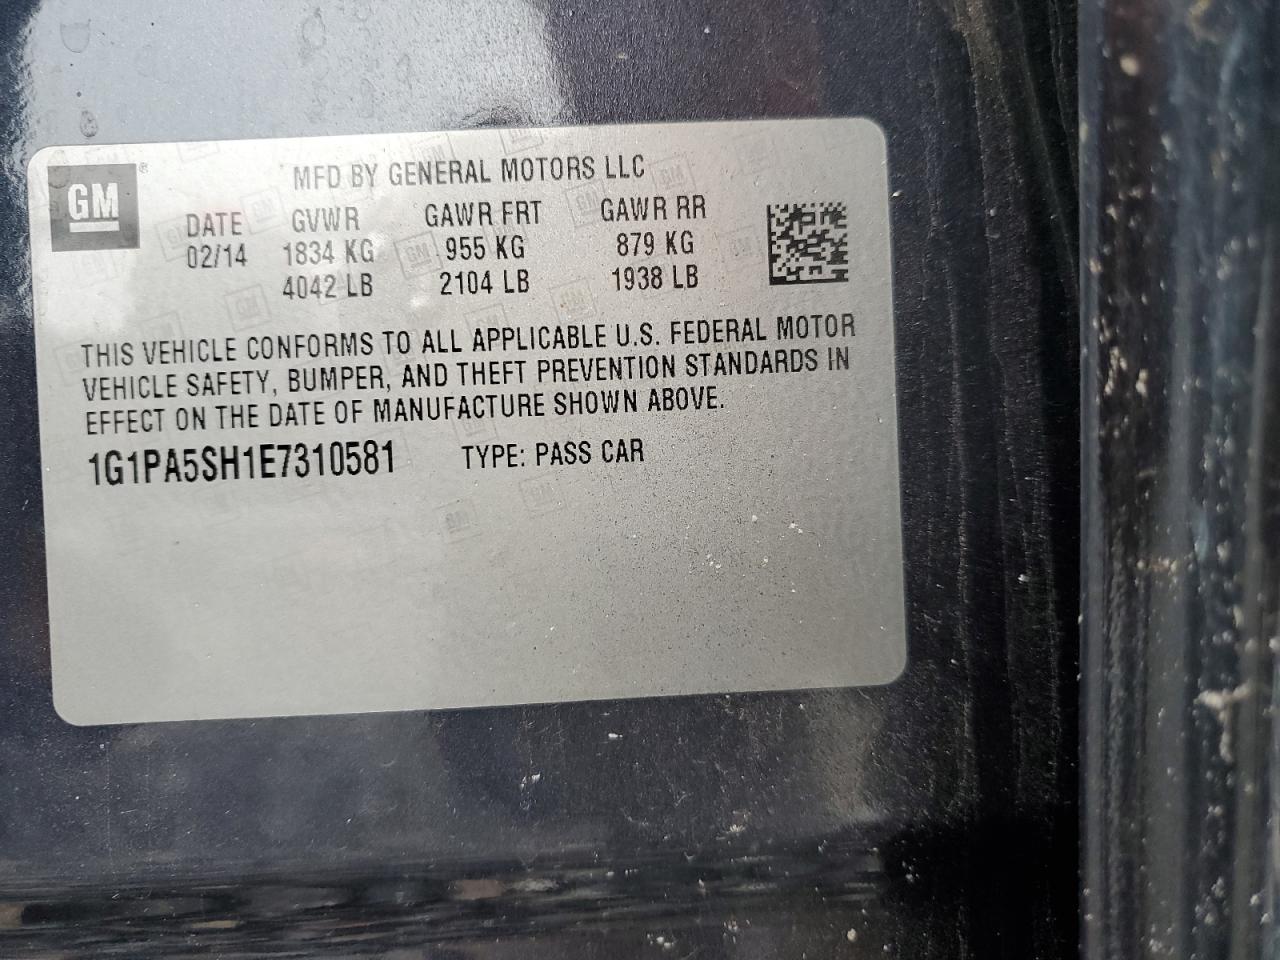 GM ®
MFD BY GENERAL MOTORS LLC
DATE GVWR GAWR FRT GAWR RR
02/14 1834 KG 955 KG 879 KG
4042 LB 2104 LB 1938 LB
THIS VEHICLE CONFORMS TO ALL APPLICABLE U.S. FEDERAL MOTOR
VEHICLE SAFETY, BUMPER, AND THEFT PREVENTION STANDARDS IN
EFFECT ON THE DATE OF MANUFACTURE SHOWN ABOVE.
1G1PA5SH1E7310581 TYPE: PASS CAR